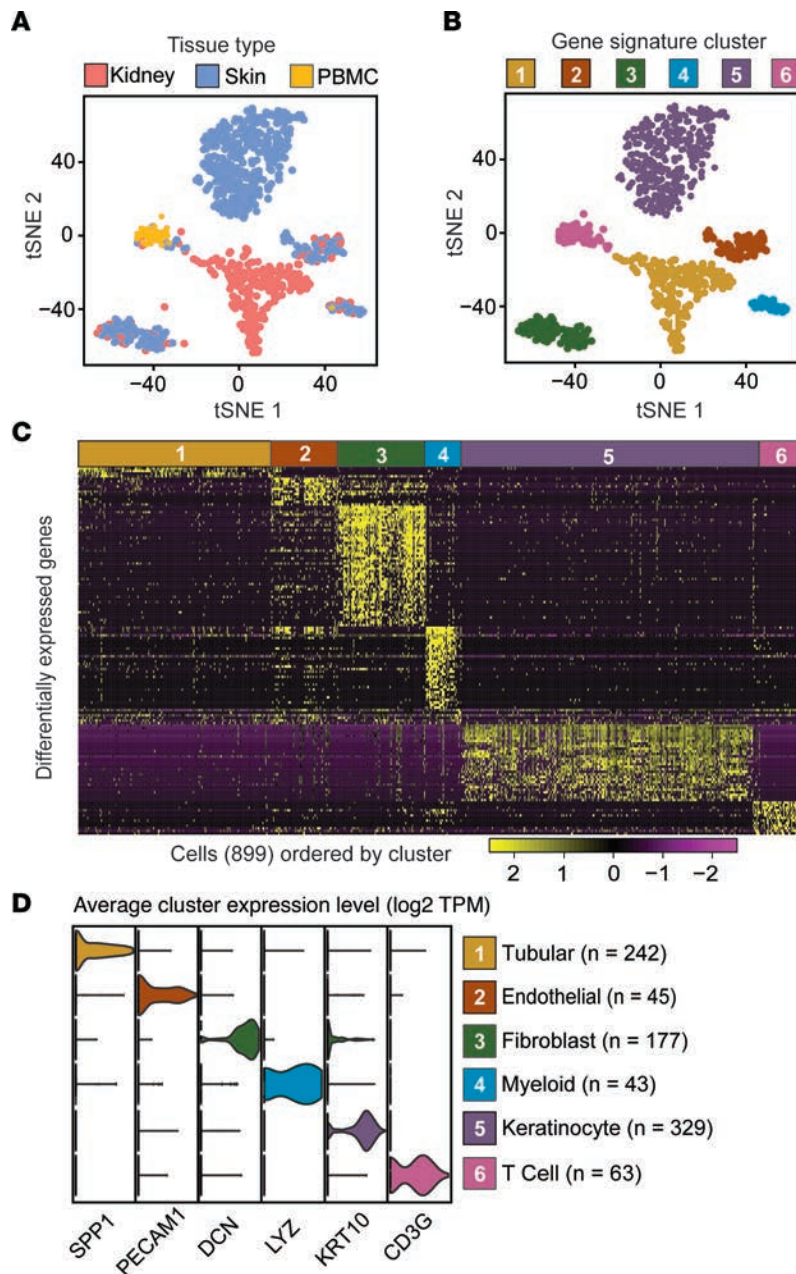 A
Tissue type
Kidney Skin PBMC
tSNE 2
40
0
−40
−40 0 40
tSNE 1
B
Gene signature cluster
1 2 3 4 5 6
tSNE 2
40
0
−40
−40 0 40
tSNE 1
C
1 2 3 4 5 6
Differentially expressed genes
Cells (899) ordered by cluster
2 1 0 −1 −2
D Average cluster expression level (log2 TPM)
1 Tubular (n = 242)
2 Endothelial (n = 45)
3 Fibroblast (n = 177)
4 Myeloid (n = 43)
5 Keratinocyte (n = 329)
6 T Cell (n = 63)
SPP1 PECAM1 DCN LYZ KRT10 CD3G